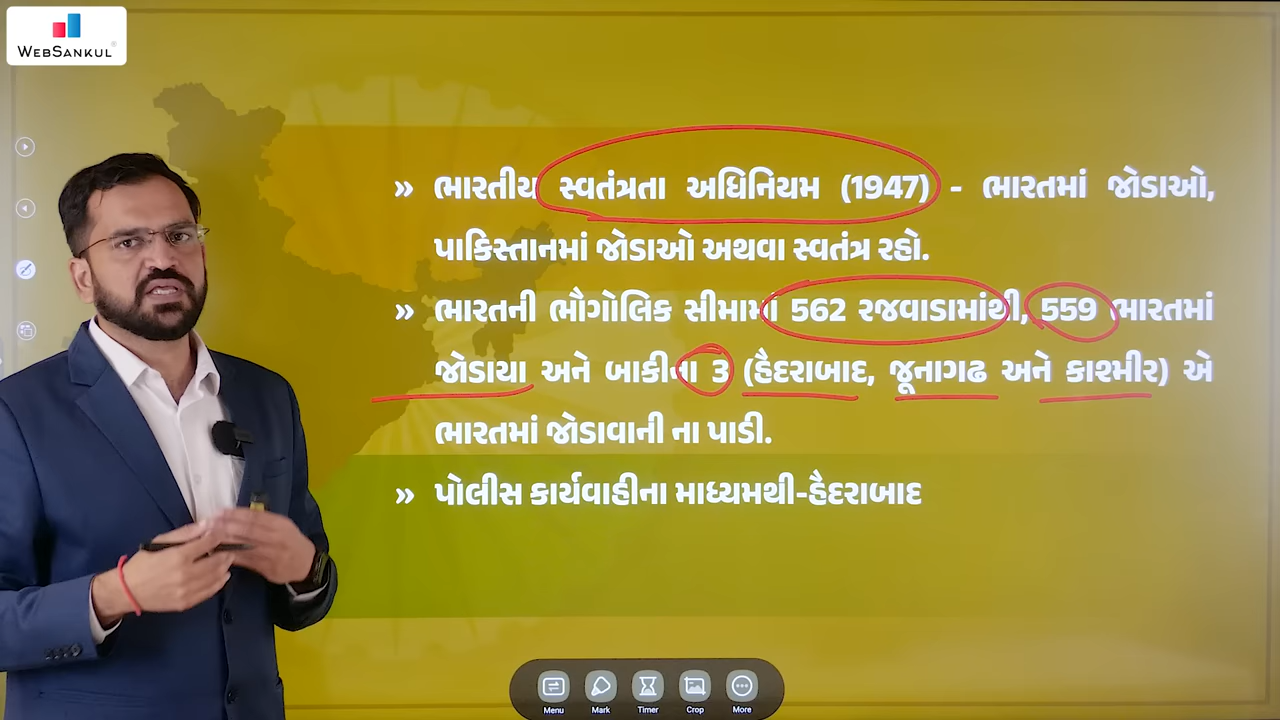 WEBSANKUL
» ભારતીય સ્વતંત્રતા અધિનિયમ (1947) - ભારતમાં જોડાઓ,
પાકિસ્તાનમાં જોડાઓ અથવા સ્વતંત્ર રહો.
» ભારતની ભૌગોલિક સીમામાં 562 રજવાડામાંથી, 559 ભારતમાં
જોડાયા અને બાકીના 3 (હૈદરાબાદ, જૂનાગઢ અને કાશ્મીર) એ
ભારતમાં જોડાવાની ના પાડી.
» પોલીસ કાર્યવાહીના માધ્યમથી-હૈદરાબાદ
Menu Mark Timer Crop More